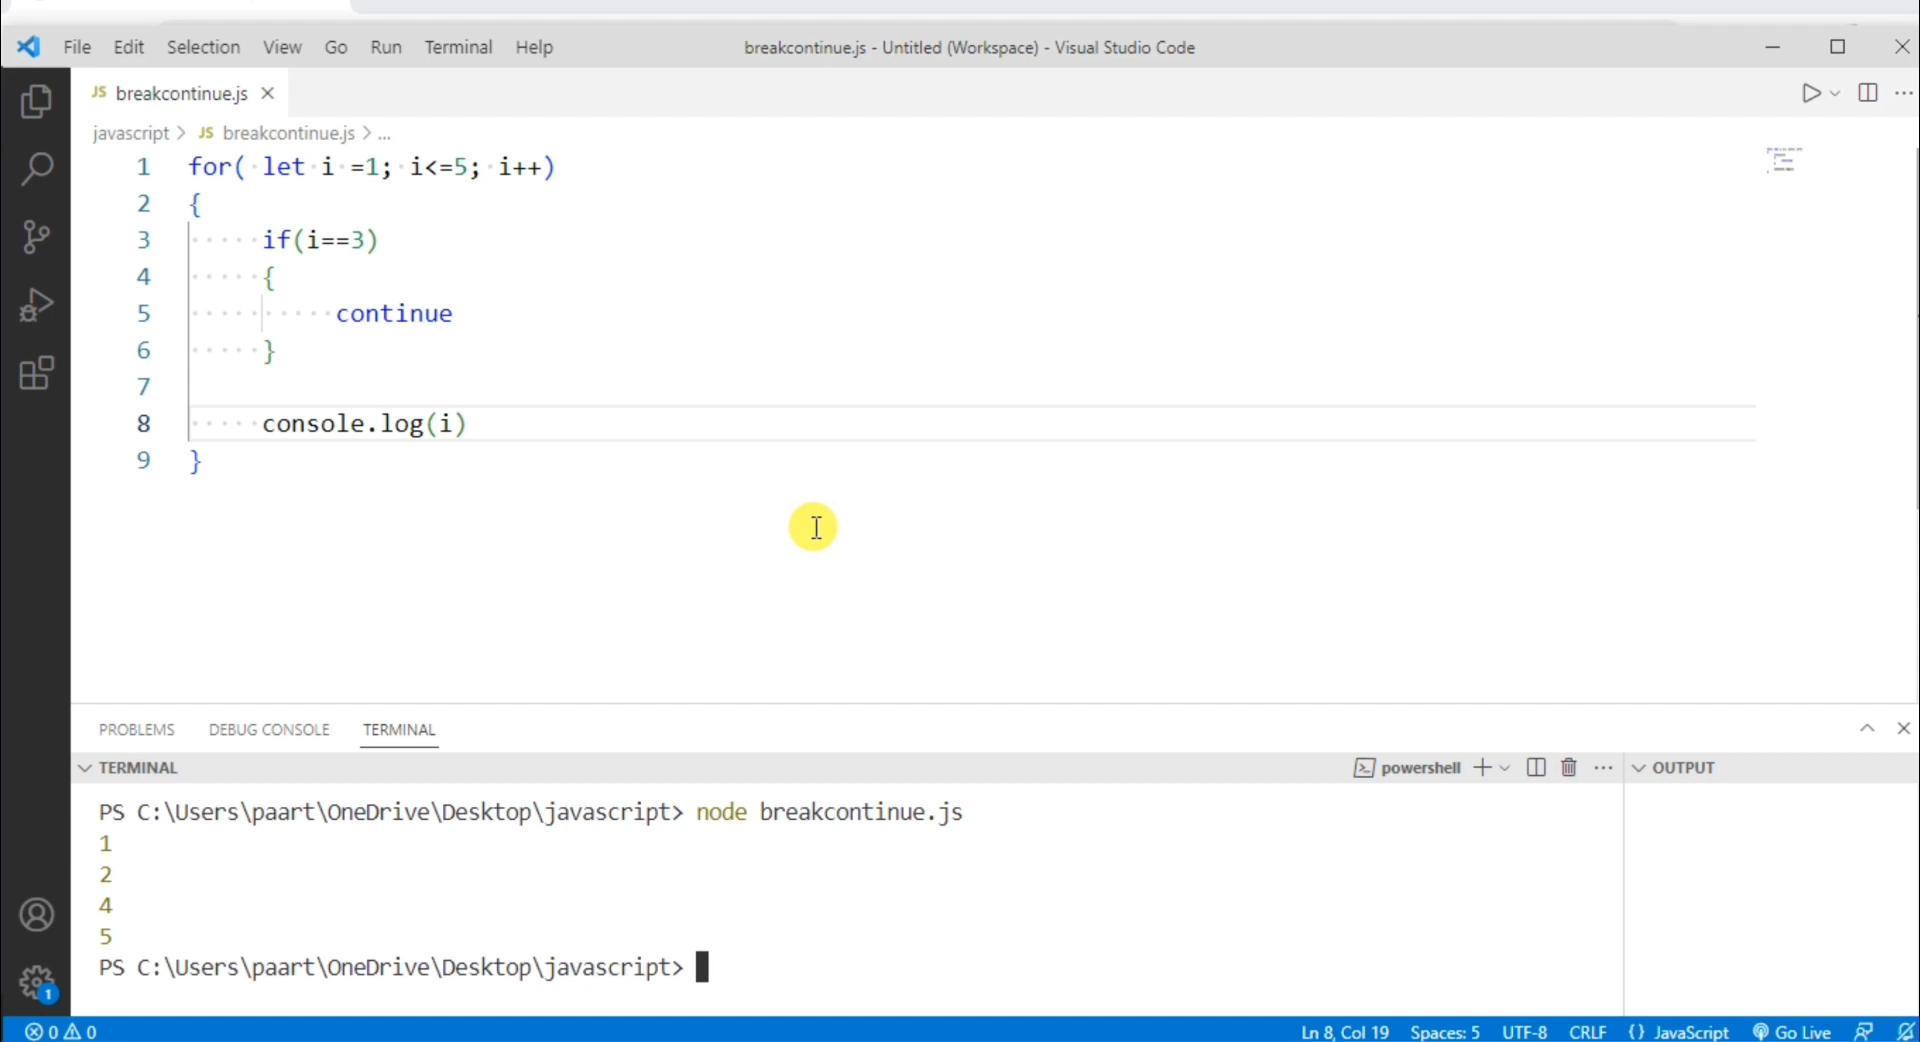 File Edit Selection View Go Run Terminal Help breakcontinue.js - Untitled (Workspace) - Visual Studio Code
JS breakcontinue.js
javascript > JS breakcontinue.js > ...
1 for( let i =1; i<=5; i++)
2 {
3 if(i==3)
4 {
5 continue
6 }
7
8 console.log(i)
9 }
PROBLEMS DEBUG CONSOLE TERMINAL
TERMINAL powershell OUTPUT
PS C:\Users\paart\OneDrive\Desktop\javascript> node breakcontinue.js
1
2
4
5
PS C:\Users\paart\OneDrive\Desktop\javascript>
1
0 0 Ln 8, Col 19 Spaces: 5 UTF-8 CRLF {} JavaScript Go Live